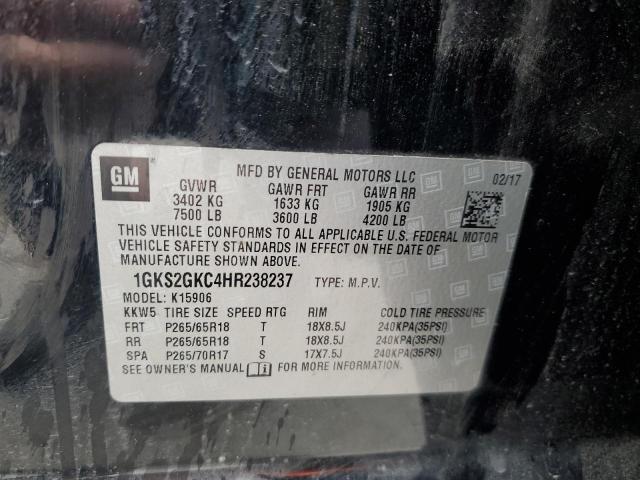 GM
MFD BY GENERAL MOTORS LLC
02/17
GVWR GAWR FRT GAWR RR
3402 KG 1633 KG 1905 KG
7500 LB 3600 LB 4200 LB
THIS VEHICLE CONFORMS TO ALL APPLICABLE U.S. FEDERAL MOTOR
VEHICLE SAFETY STANDARDS IN EFFECT ON THE DATE OF
MANUFACTURE SHOWN ABOVE.
1GKS2GKC4HR238237 TYPE: M.P.V.
MODEL: K15906
KKW5 TIRE SIZE SPEED RTG RIM COLD TIRE PRESSURE
FRT P265/65R18 T 18X8.5J 240KPA(35PSI)
RR P265/65R18 T 18X8.5J 240KPA(35PSI)
SPA P265/70R17 S 17X7.5J 240KPA(35PSI)
SEE OWNER'S MANUAL i FOR MORE INFORMATION.